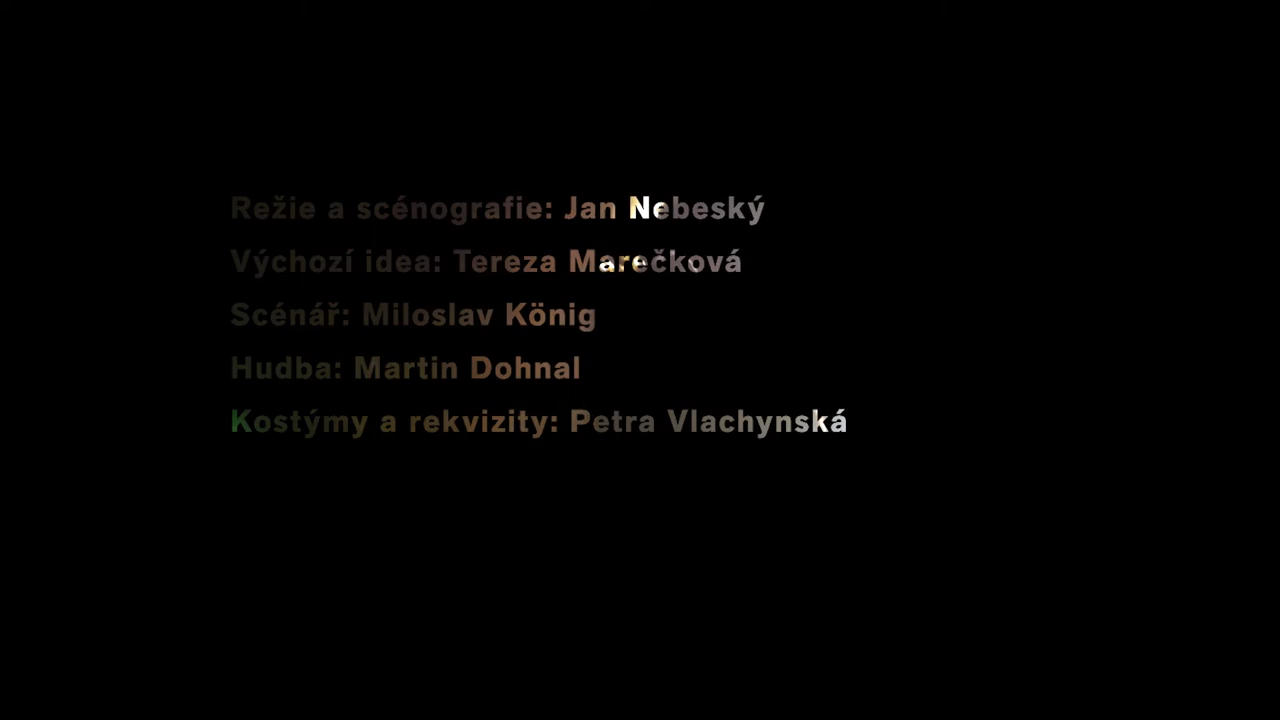 Režie a scénografie: Jan Nebeský
Výchozí idea: Tereza Marečková
Scénář: Miloslav König
Hudba: Martin Dohnal
Kostýmy a rekvizity: Petra Vlachynská